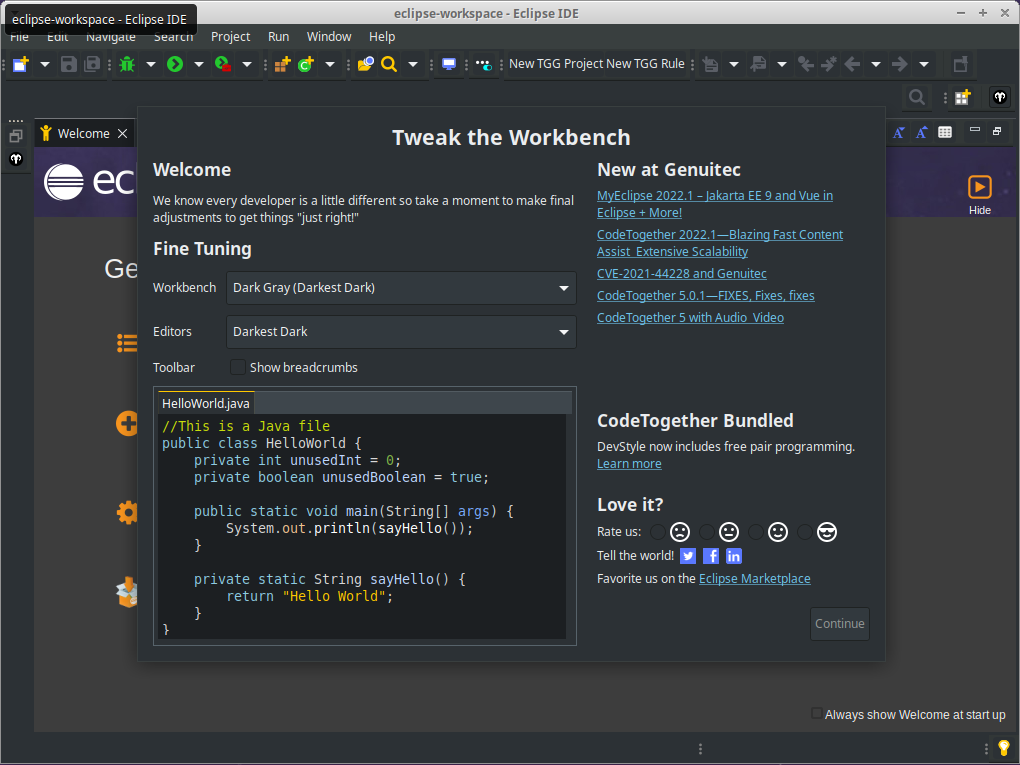 eclipse-workspace - Eclipse IDE
eclipse-workspace - Eclipse IDE
File Edit Navigate Search Project Run Window Help
New TGG Project New TGG Rule
Welcome
ecl
Hide
Ge
Tweak the Workbench
Welcome
We know every developer is a little different so take a moment to make final
adjustments to get things "just right!"
Fine Tuning
Workbench Dark Gray (Darkest Dark)
Editors Darkest Dark
Toolbar Show breadcrumbs
HelloWorld.java
//This is a Java file
public class HelloWorld {
    private int unusedInt = 0;
    private boolean unusedBoolean = true;
    public static void main(String[] args) {
        System.out.println(sayHello());
    }
    private static String sayHello() {
        return "Hello World";
    }
}
New at Genuitec
MyEclipse 2022.1 – Jakarta EE 9 and Vue in
Eclipse + More!
CodeTogether 2022.1—Blazing Fast Content
Assist Extensive Scalability
CVE-2021-44228 and Genuitec
CodeTogether 5.0.1—FIXES, Fixes, fixes
CodeTogether 5 with Audio Video
CodeTogether Bundled
DevStyle now includes free pair programming.
Learn more
Love it?
Rate us:
Tell the world!
Favorite us on the Eclipse Marketplace
Continue
Always show Welcome at start up